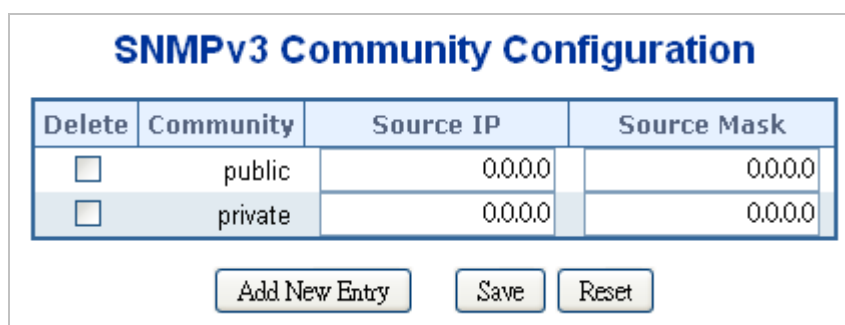 SNMPv3 Community Configuration
Delete Community Source IP Source Mask
public 0.0.0.0 0.0.0.0
private 0.0.0.0 0.0.0.0
Add New Entry Save Reset